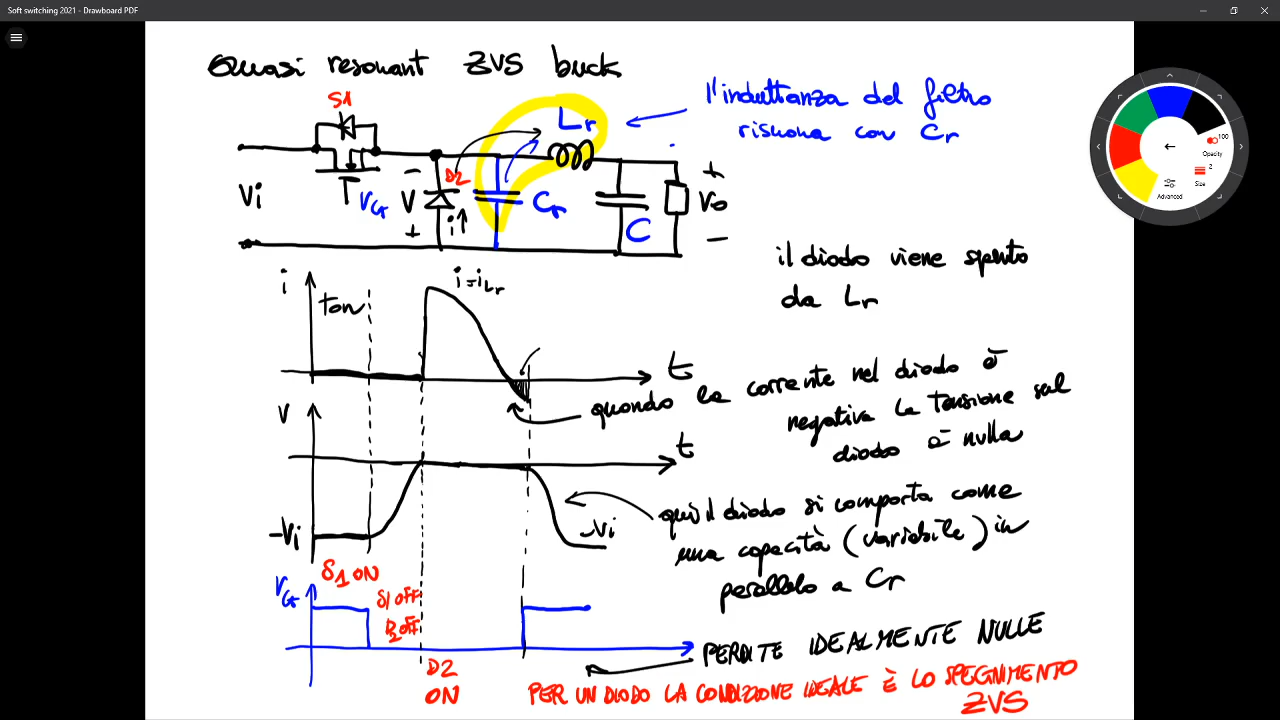 Soft switching 2021 - Drawboard PDF
Quasi resonant ZVS buck
S1
Lr
l'induttanza del filtro
risuona con Cr
100
Opacity
2
Size
Advanced
Vi
VG
- V +
D2
i
Cr
C
+ Vo -
il diodo viene spento
da Lr
i
ton
i=iLr
t
quando la corrente nel diodo è
negativa la tensione sul
diodo è nulla
v
t
-Vi
-Vi
qui il diodo si comporta come
una capacità (variabile) in
parallelo a Cr
S1 ON
VG
S1 OFF
D2 OFF
D2
ON
PERDITE IDEALMENTE NULLE
PER UN DIODO LA CONDIZIONE IDEALE È LO SPEGNIMENTO
ZVS